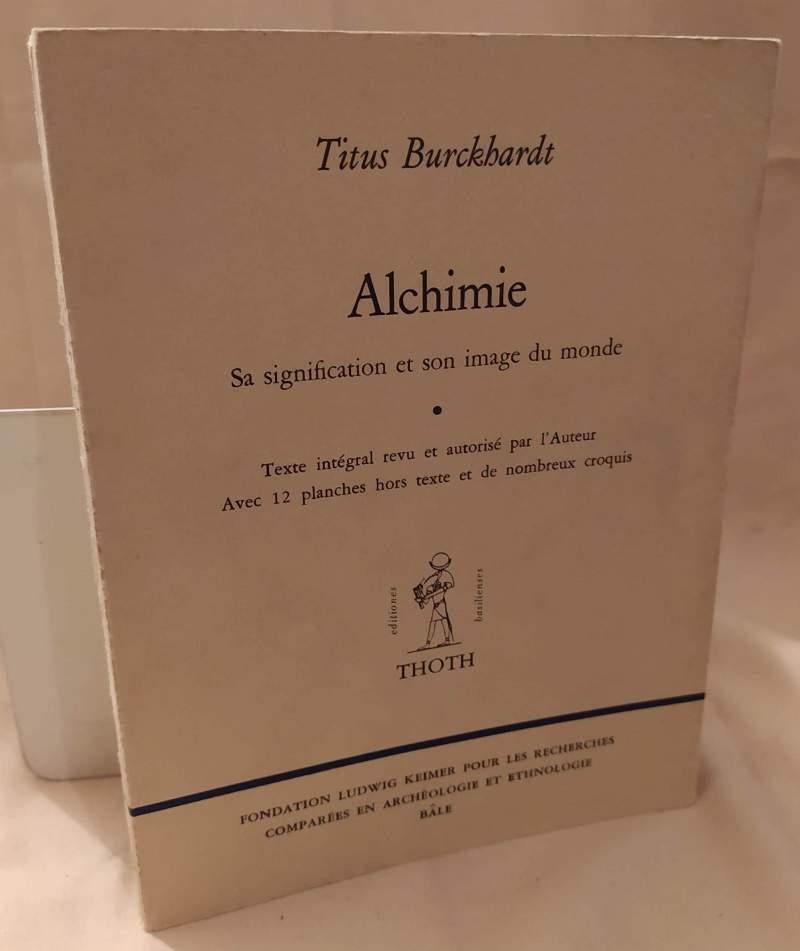 Titus Burckhardt
Alchimie
Sa signification et son image du monde
Texte intégral revu et autorisé par l'Auteur
Avec 12 planches hors texte et de nombreux croquis
editiones
basilienses
THOTH
FONDATION LUDWIG KEIMER POUR LES RECHERCHES
COMPARÉES EN ARCHÉOLOGIE ET ETHNOLOGIE
BÂLE